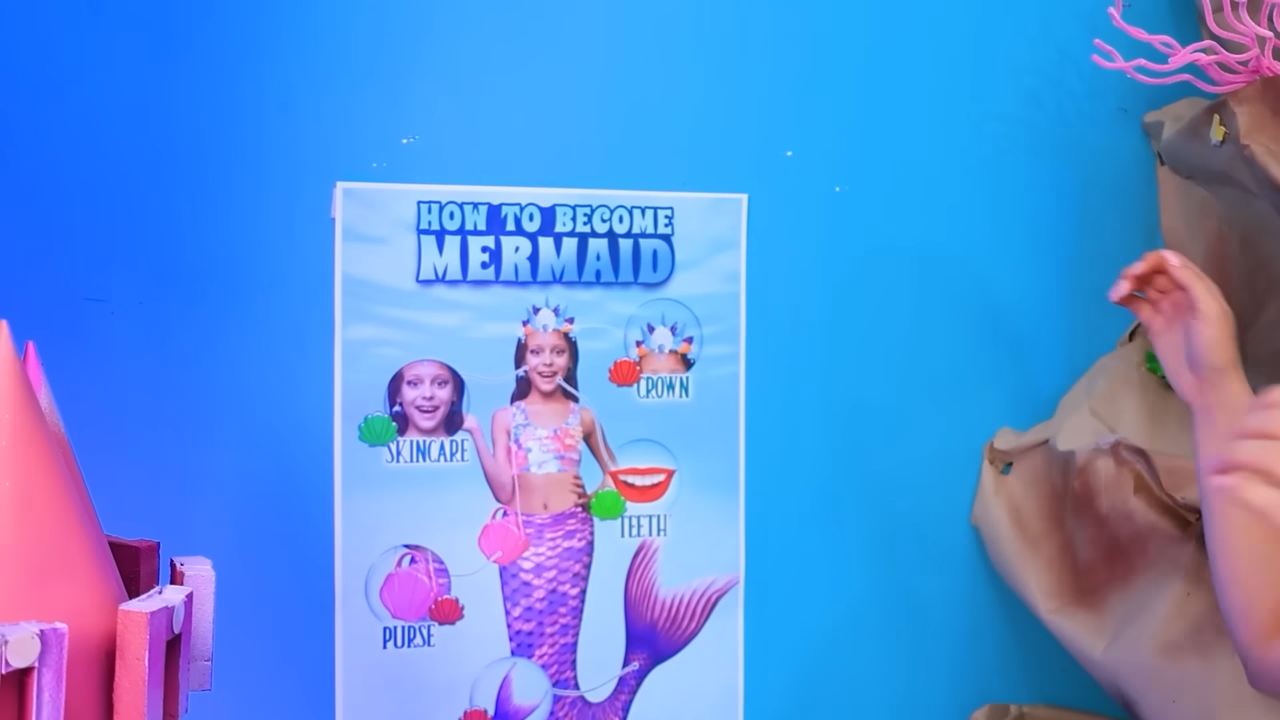 HOW TO BECOME
MERMAID
CROWN
SKINCARE
TEETH
PURSE